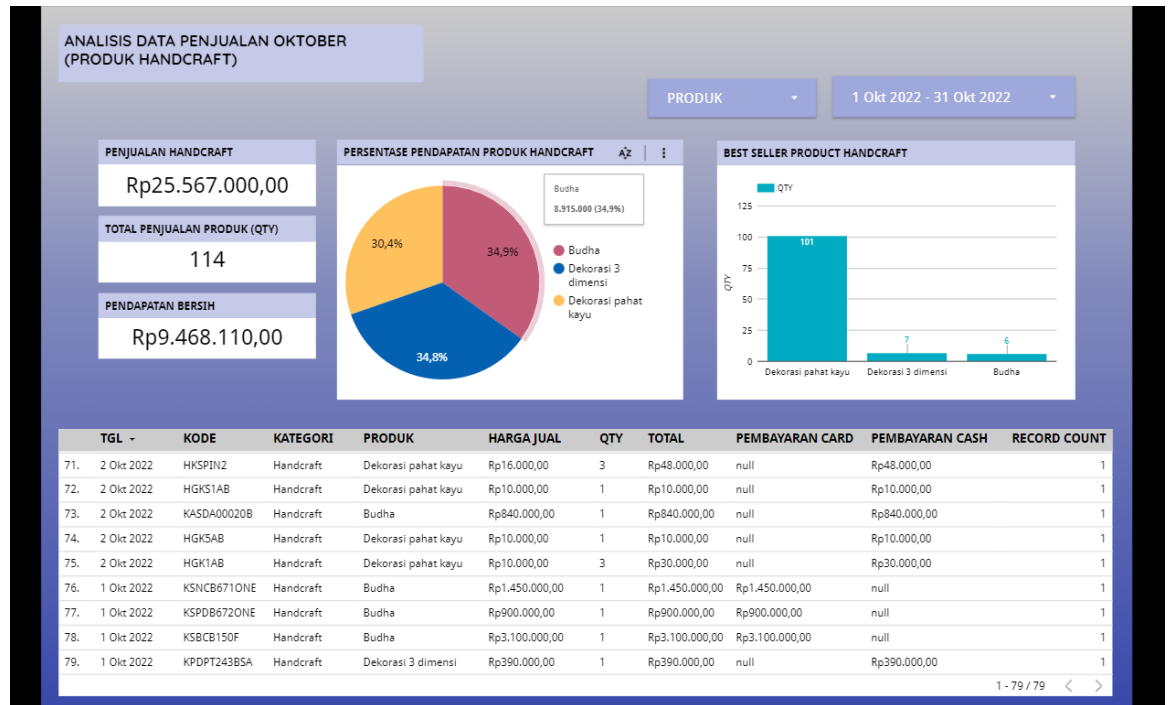 ANALISIS DATA PENJUALAN OKTOBER
(PRODUK HANDCRAFT)
PRODUK
1 Okt 2022 - 31 Okt 2022
PENJUALAN HANDCRAFT
Rp25.567.000,00
TOTAL PENJUALAN PRODUK (QTY)
114
PENDAPATAN BERSIH
Rp9.468.110,00
PERSENTASE PENDAPATAN PRODUK HANDCRAFT
AZ
Budha
8.915.000 (34,9%)
30,4%
34,9%
34,8%
Budha
Dekorasi 3
dimensi
Dekorasi pahat
kayu
BEST SELLER PRODUCT HANDCRAFT
QTY
125
100
75
50
25
0
QTY
101
7
6
Dekorasi pahat kayu Dekorasi 3 dimensi Budha
TGL KODE KATEGORI PRODUK HARGA JUAL QTY TOTAL PEMBAYARAN CARD PEMBAYARAN CASH RECORD COUNT
71. 2 Okt 2022 HKSPIN2 Handcraft Dekorasi pahat kayu Rp16.000,00 3 Rp48.000,00 null Rp48.000,00 1
72. 2 Okt 2022 HGKS1AB Handcraft Dekorasi pahat kayu Rp10.000,00 1 Rp10.000,00 null Rp10.000,00 1
73. 2 Okt 2022 KASDA00020B Handcraft Budha Rp840.000,00 1 Rp840.000,00 null Rp840.000,00 1
74. 2 Okt 2022 HGK5AB Handcraft Dekorasi pahat kayu Rp10.000,00 1 Rp10.000,00 null Rp10.000,00 1
75. 2 Okt 2022 HGK1AB Handcraft Dekorasi pahat kayu Rp10.000,00 3 Rp30.000,00 null Rp30.000,00 1
76. 1 Okt 2022 KSNCB671ONE Handcraft Budha Rp1.450.000,00 1 Rp1.450.000,00 Rp1.450.000,00 null 1
77. 1 Okt 2022 KSPDB672ONE Handcraft Budha Rp900.000,00 1 Rp900.000,00 Rp900.000,00 null 1
78. 1 Okt 2022 KSBCB150F Handcraft Budha Rp3.100.000,00 1 Rp3.100.000,00 Rp3.100.000,00 null 1
79. 1 Okt 2022 KPDPT243BSA Handcraft Dekorasi 3 dimensi Rp390.000,00 1 Rp390.000,00 null Rp390.000,00 1
1 - 79 / 79